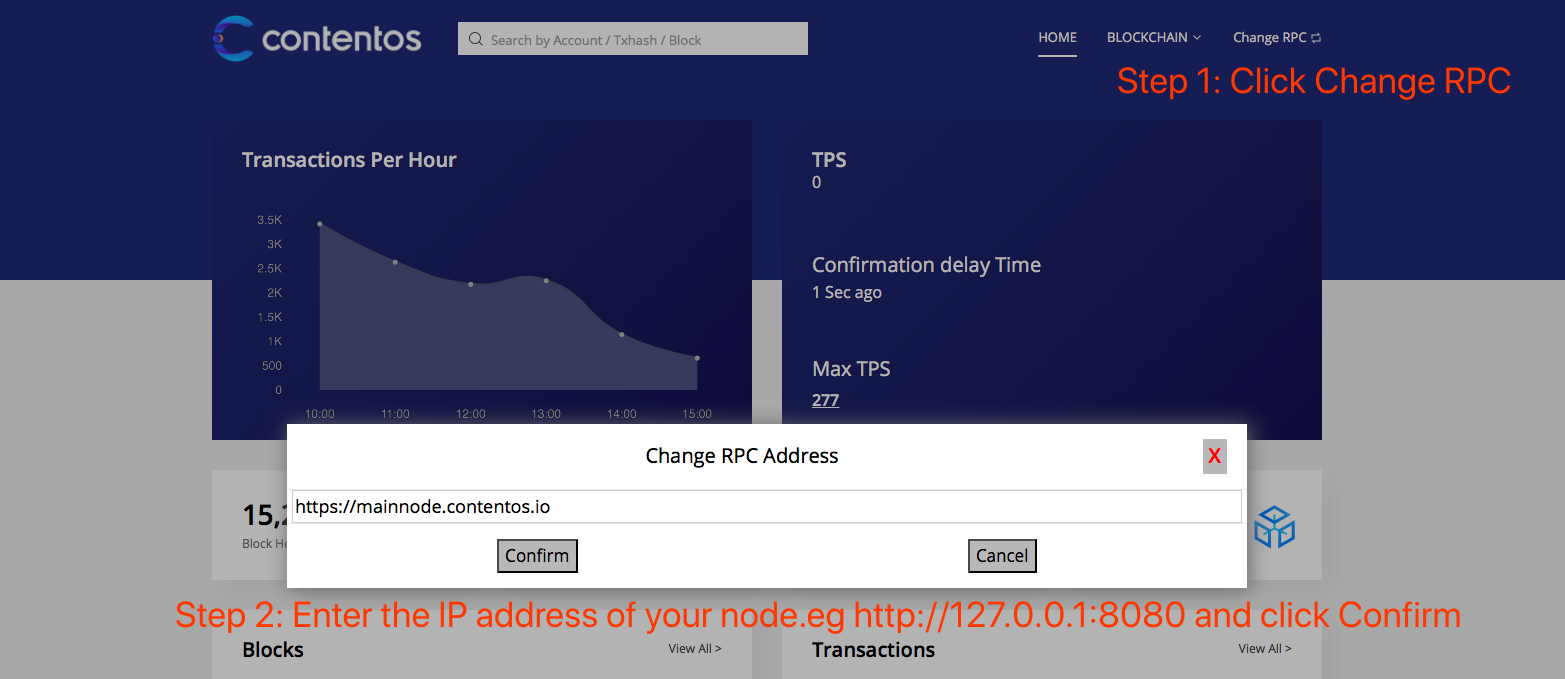 contentos
Search by Account / Txhash / Block
HOME
BLOCKCHAIN
Change RPC
Step 1: Click Change RPC
Transactions Per Hour
3.5K
3K
2.5K
2K
1.5K
1K
500
0
10:00 11:00 12:00 13:00 14:00 15:00
TPS
0
Confirmation delay Time
1 Sec ago
Max TPS
277
Change RPC Address
X
https://mainnode.contentos.io
Confirm
Cancel
Block
Step 2: Enter the IP address of your node.eg http://127.0.0.1:8080 and click Confirm
Blocks
View All >
Transactions
View All >